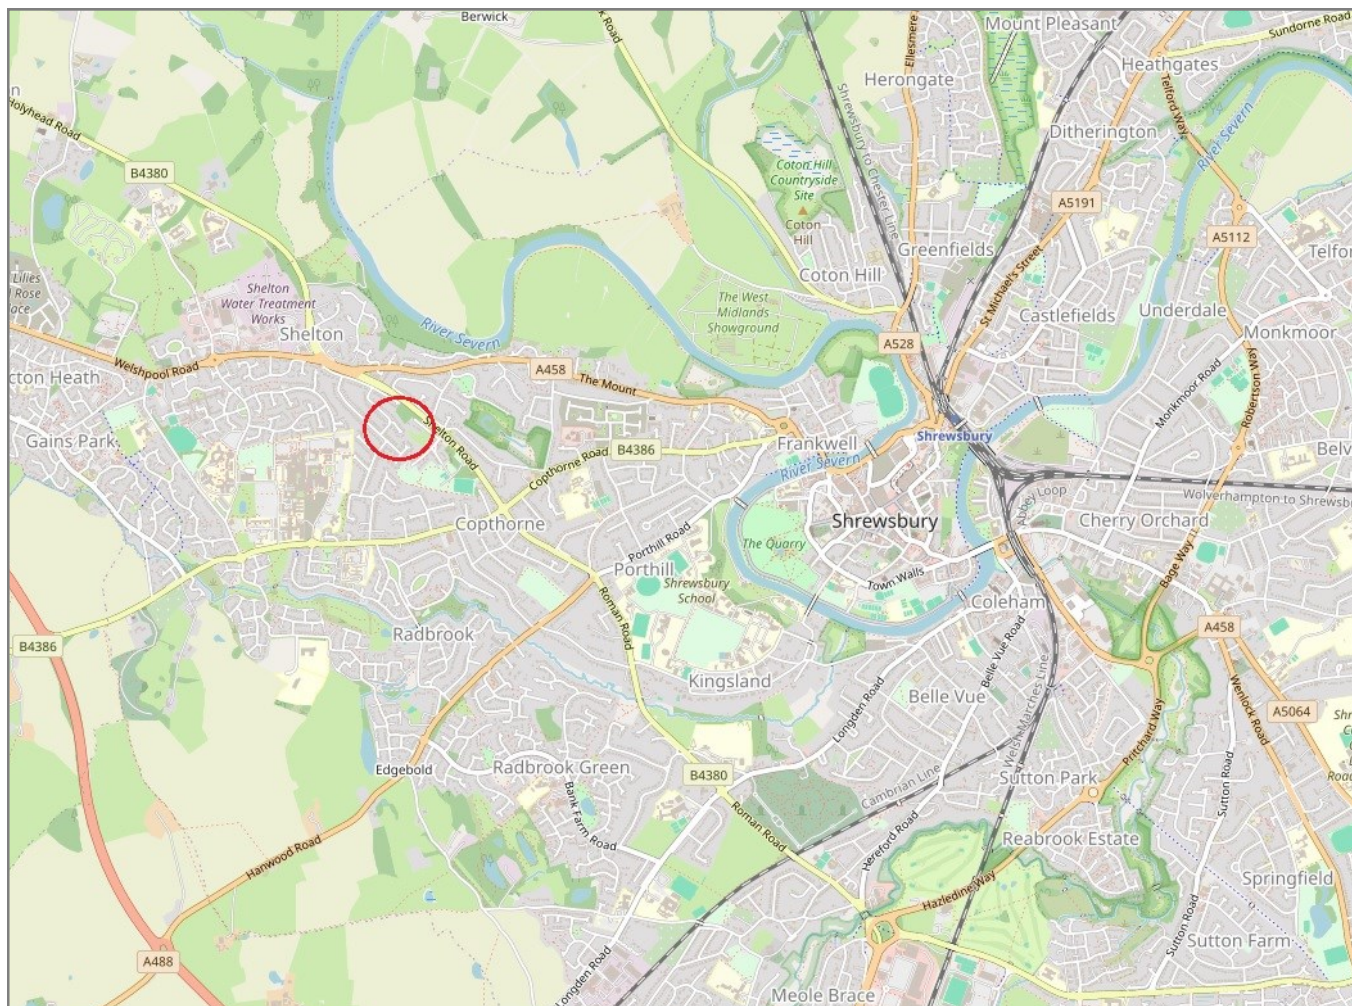 Berwick
Road
Ellesmere
Mount Pleasant
Sundorne Road
Heathgates
Herongate
Telford Way
Holyhead Road
Shrewsbury to Chester Line
Ditherington
River Severn
B4380
Coton Hill
Countryside
Site
A5191
Coton
Hill
A5112
Greenfields
Telfor
Coton Hill
St Michael's Street
Lilles
Rose
ace
Shelton
Water Treatment
Works
The West
Midlands
Showground
Castlefields
Underdale
Monkmoor
Shelton
River Severn
A528
Welshpool Road
A458
The Mount
Robertson Way
Monkmoor Road
cton Heath
Gains Park
Shelton Road
Frankwell
Shrewsbury
B4386
Copthorne Road
River Severn
Belv
Wolverhampton to Shrewsb
Abbey Loop
Copthorne
Shrewsbury
Cherry Orchard
Porthill Road
The Quarry
Bage Way
Porthill
Shrewsbury
School
Town Walls
Coleham
Roman Road
B4386
Radbrook
A458
Belle Vue Road
Kingsland
Belle Vue
Longden Road
Welsh Marches Line
Wenlock Road
A5064
Pritchard Way
Edgebold
Radbrook Green
B4380
Cambrian Line
Sutton Park
Sutton Road
Bank Farm Road
Roman Road
Hereford Road
Reabrook Estate
Hanwood Road
Hazledine Way
Springfield
A488
Longden Road
Sutton Road
Sutton Farm
Meole Brace